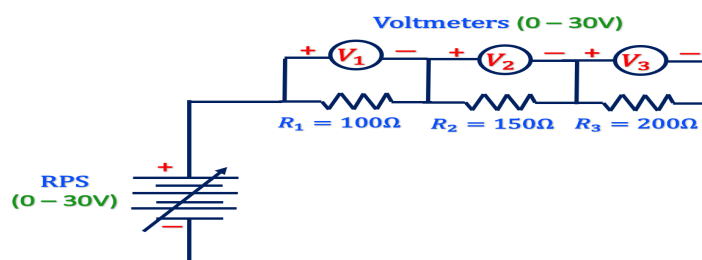 Voltmeters (0 – 30V)
+ V1 − + V2 − + V3 −
R1 = 100Ω R2 = 150Ω R3 = 200Ω
+
RPS
(0 – 30V)
−